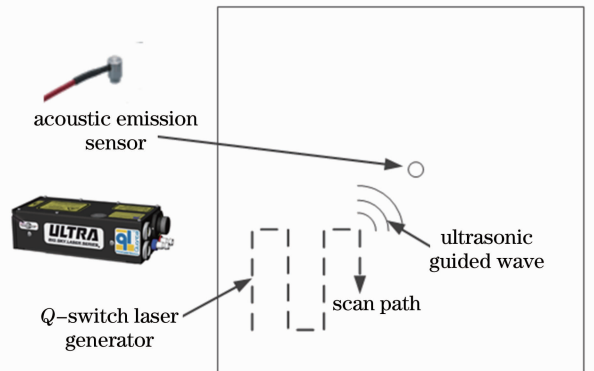 acoustic emission
sensor
ULTRA
ultrasonic
guided wave
scan path
Q-switch laser
generator